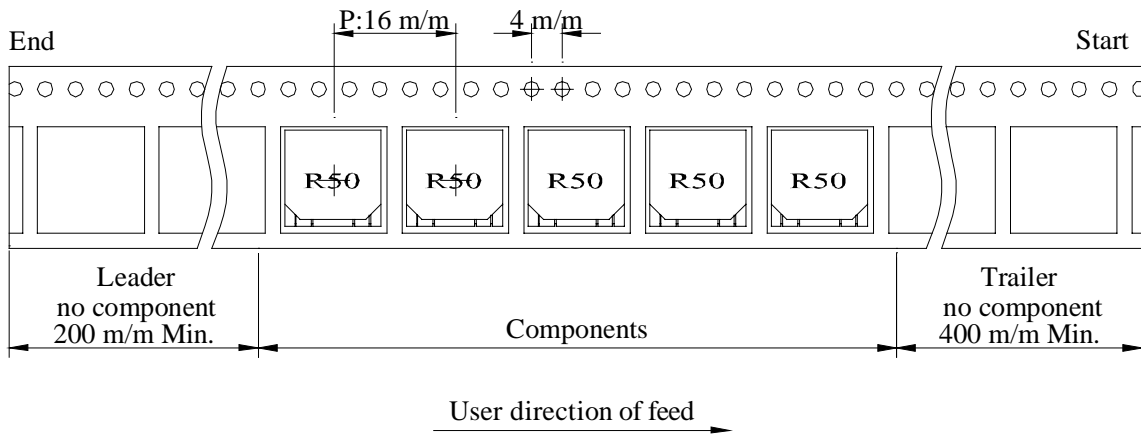 P:16 m/m
4 m/m
End
Start
R50
R50
R50
R50
R50
Leader
no component
200 m/m Min.
Components
Trailer
no component
400 m/m Min.
User direction of feed